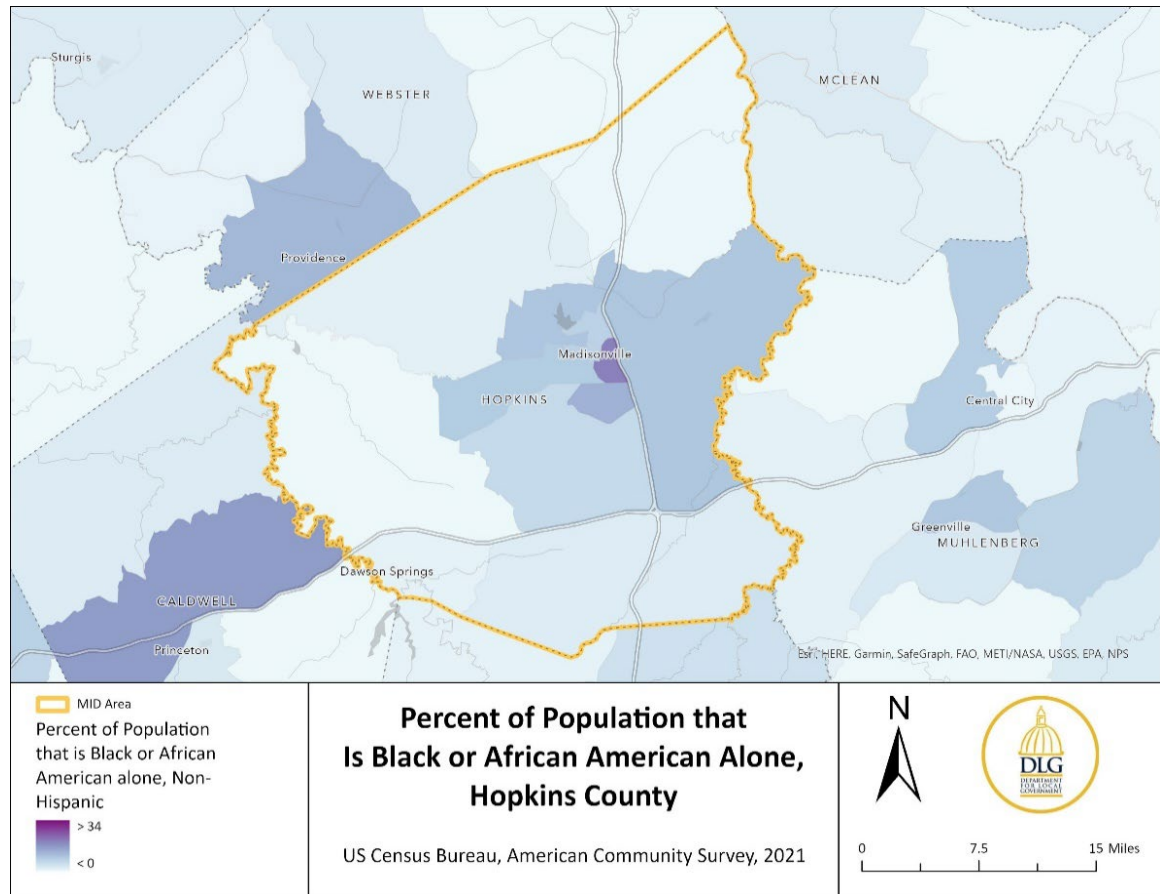 Sturgis
WEBSTER
MCLEAN
Providence
Madisonville
HOPKINS
Central City
Greenville
MUHLENBERG
Dawson Springs
CALDWELL
Princeton
Esri, HERE, Garmin, SafeGraph, FAO, METI/NASA, USGS, EPA, NPS
MID Area
Percent of Population
that is Black or African
American alone, Non-
Hispanic
> 34
< 0
Percent of Population that
Is Black or African American Alone,
Hopkins County
US Census Bureau, American Community Survey, 2021
N
DLG
DEPARTMENT
FOR LOCAL
GOVERNMENT
0 7.5 15 Miles